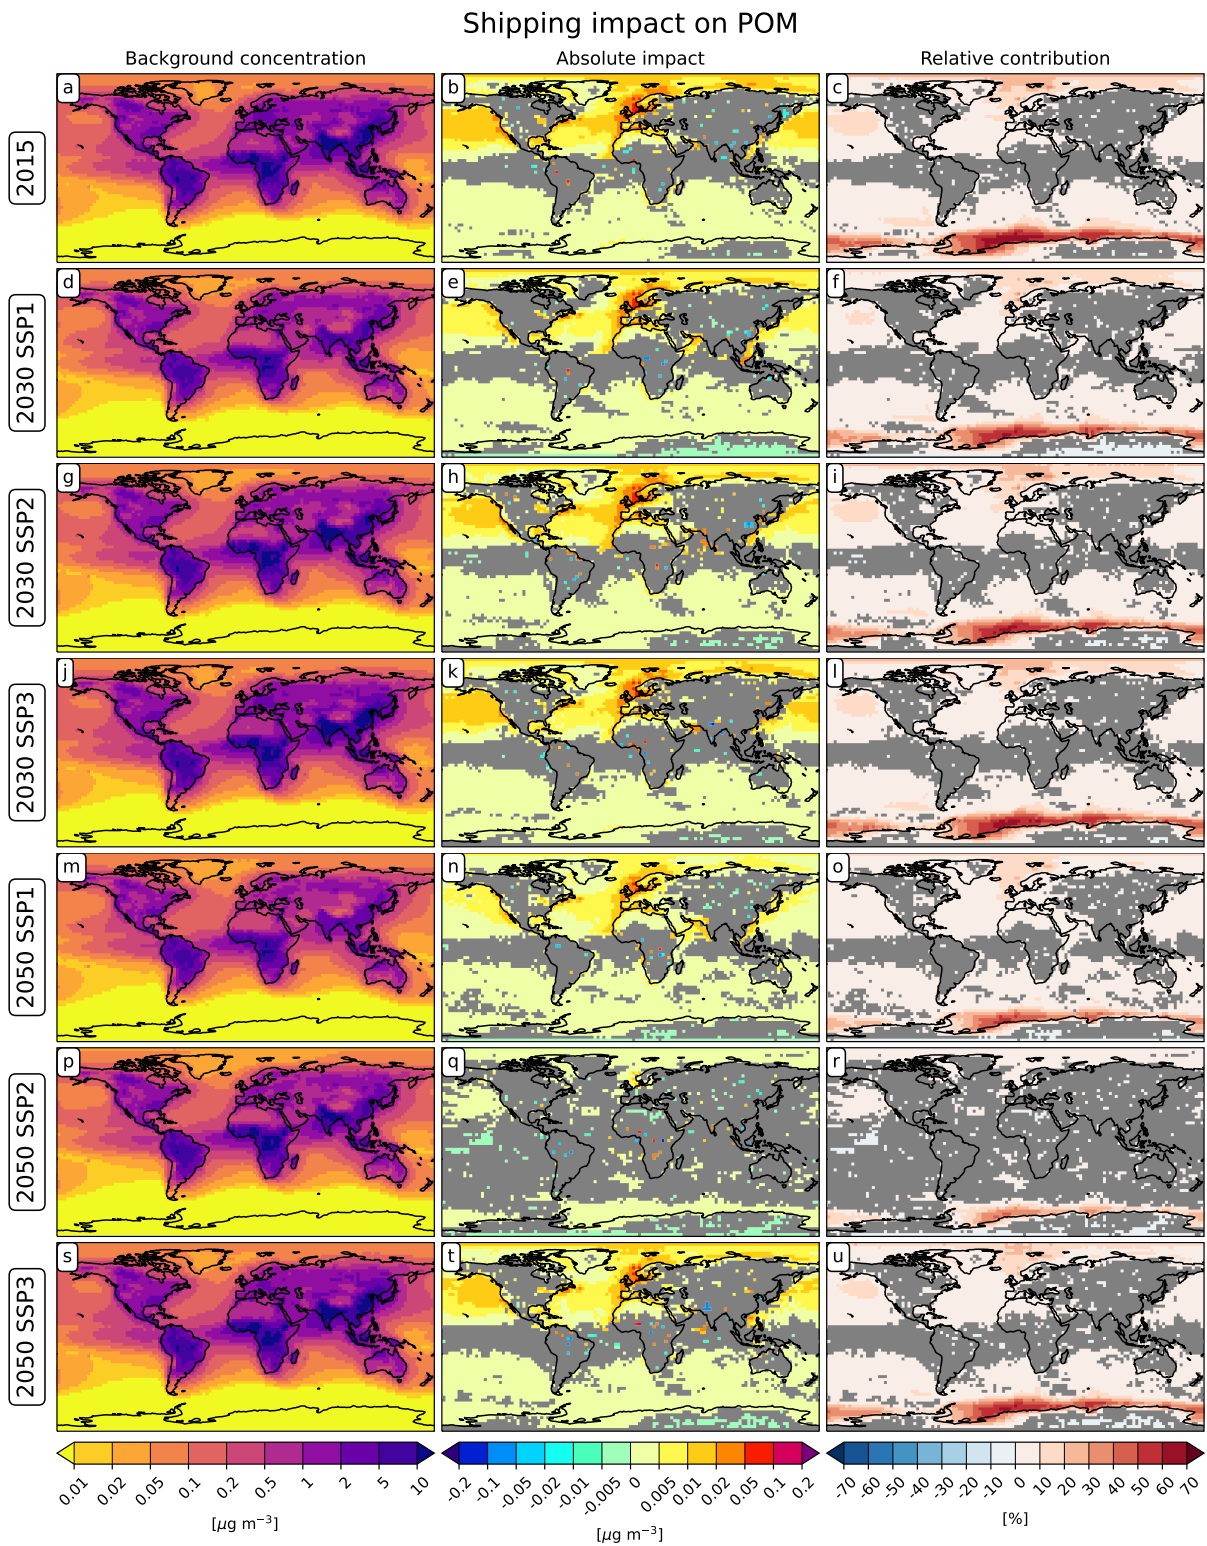 Shipping impact on POM
Background concentration
Absolute impact
Relative contribution
2015
a
b
c
2030 SSP1
d
e
f
2030 SSP2
g
h
i
2030 SSP3
j
k
l
2050 SSP1
m
n
o
2050 SSP2
p
q
r
2050 SSP3
s
t
u
0.01 0.02 0.05 0.1 0.2 0.5 1 2 5 10
[μg m⁻³]
-0.2 -0.1 -0.05 -0.02 -0.01 -0.005 0 0.005 0.01 0.02 0.05 0.1 0.2
[μg m⁻³]
-70 -60 -50 -40 -30 -20 -10 0 10 20 30 40 50 60 70
[%]